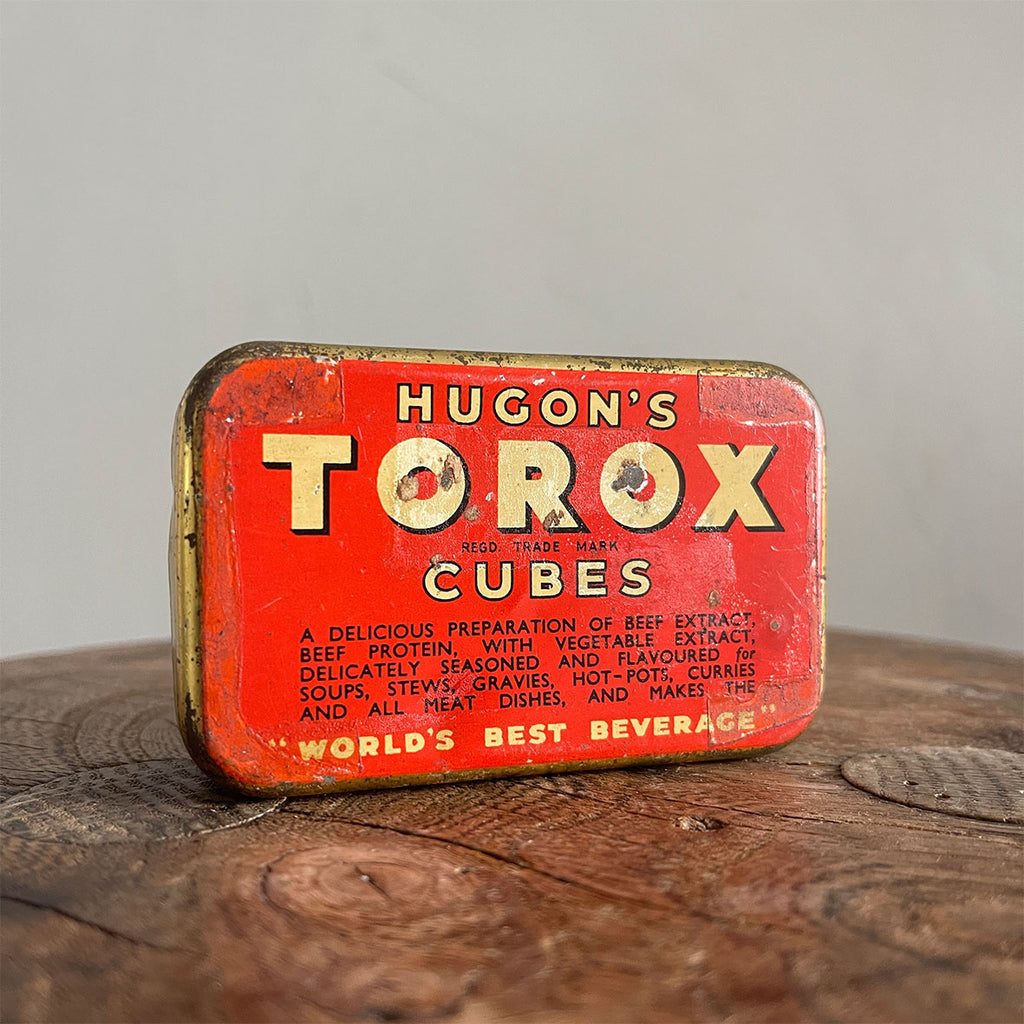 HUGON'S
TOROX
REGD. TRADE MARK
CUBES
A DELICIOUS PREPARATION OF BEEF EXTRACT,
BEEF PROTEIN, WITH VEGETABLE EXTRACT,
DELICATELY SEASONED AND FLAVOURED for
SOUPS, STEWS, GRAVIES, HOT-POTS, CURRIES
AND ALL MEAT DISHES, AND MAKES THE
"WORLD'S BEST BEVERAGE"